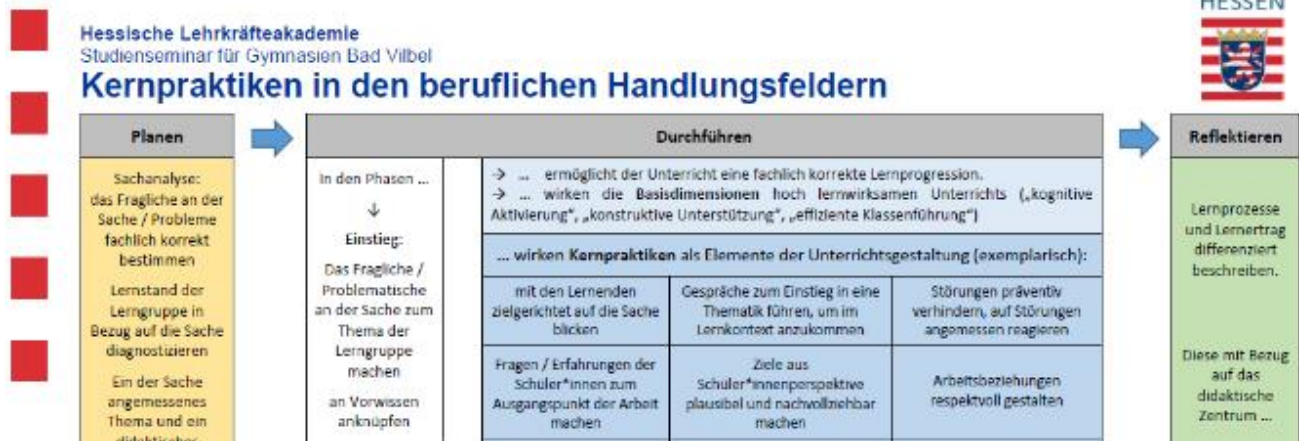 HESSEN
Hessische Lehrkräfteakademie
Studienseminar für Gymnasien Bad Vilbel
Kernpraktiken in den beruflichen Handlungsfeldern
Planen
Sachanalyse:
das Fragliche an der
Sache / Probleme
fachlich korrekt
bestimmen
Lernstand der
Lerngruppe in
Bezug auf die Sache
diagnostizieren
Ein der Sache
angemessenes
Thema und ein
didaktisches
Durchführen
In den Phasen ...
↓
Einstieg:
Das Fragliche /
Problematische
an der Sache zum
Thema der
Lerngruppe
machen
an Vorwissen
anknüpfen
→ ... ermöglicht der Unterricht eine fachlich korrekte Lernprogression.
→ ... wirken die Basisdimensionen hoch lernwirksamen Unterrichts („kognitive
Aktivierung“, „konstruktive Unterstützung“, „effiziente Klassenführung“)
... wirken Kernpraktiken als Elemente der Unterrichtsgestaltung (exemplarisch):
mit den Lernenden
zielgerichtet auf die Sache
blicken
Gespräche zum Einstieg in eine
Thematik führen, um im
Lernkontext anzukommen
Störungen präventiv
verhindern, auf Störungen
angemessen reagieren
Fragen / Erfahrungen der
Schüler*innen zum
Ausgangspunkt der Arbeit
machen
Ziele aus
Schüler*innenperspektive
plausibel und nachvollziehbar
machen
Arbeitsbeziehungen
respektvoll gestalten
Reflektieren
Lernprozesse
und Lernertrag
differenziert
beschreiben.
Diese mit Bezug
auf das
didaktische
Zentrum ...